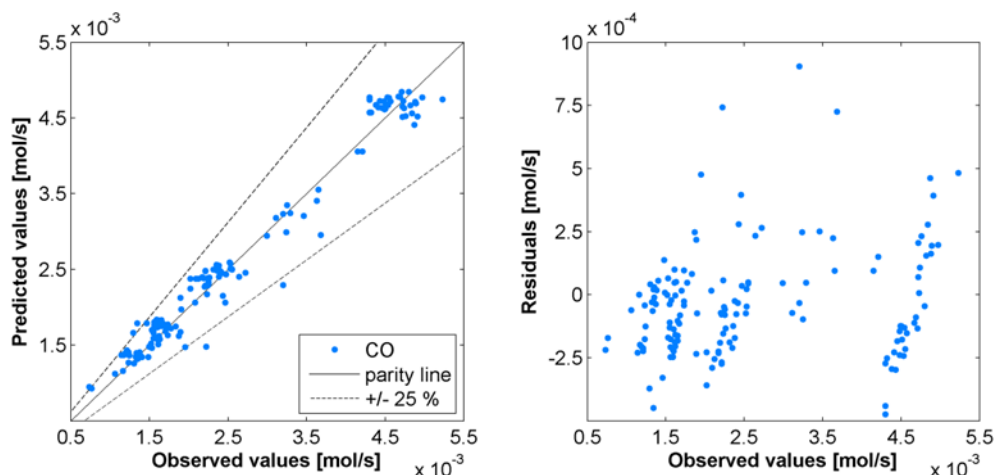 x 10⁻³
5.5
4.5
3.5
2.5
1.5
Predicted values [mol/s]
CO
parity line
+/- 25 %
0.5 1.5 2.5 3.5 4.5 5.5
Observed values [mol/s]
x 10⁻³
x 10⁻⁴
10
7.5
5
2.5
0
-2.5
Residuals [mol/s]
0.5 1.5 2.5 3.5 4.5 5.5
Observed values [mol/s]
x 10⁻³